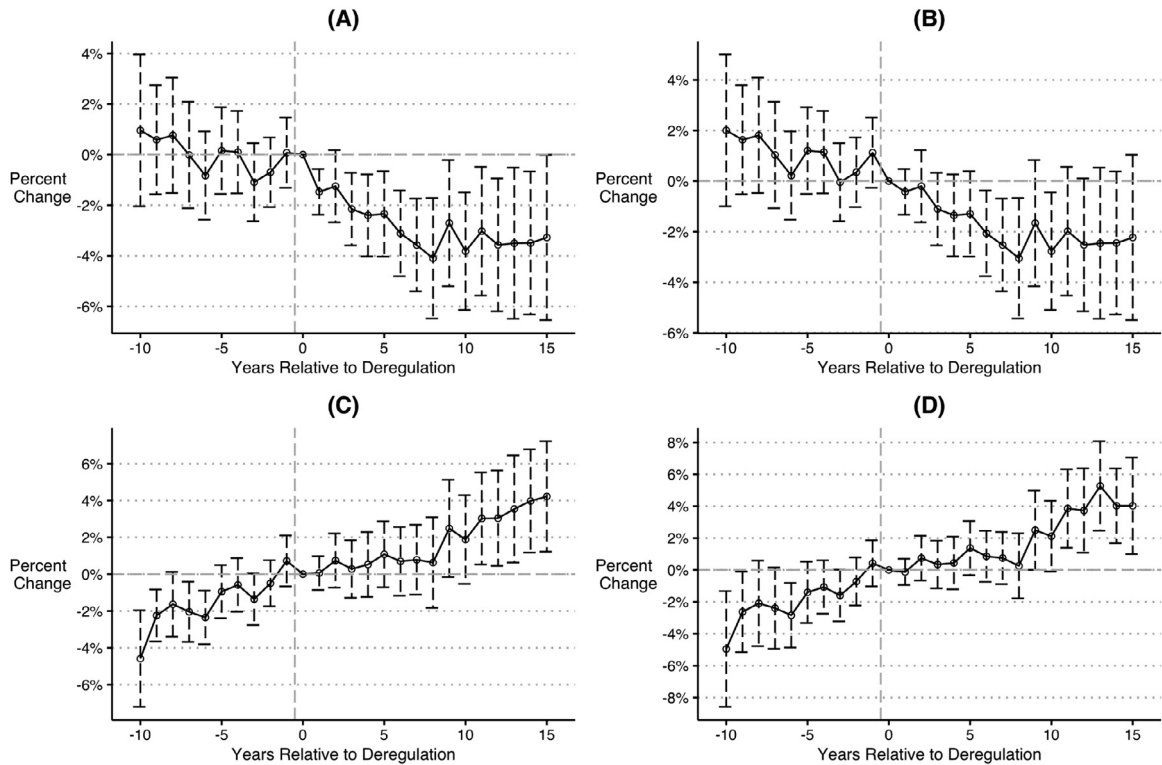 (A)
4%
2%
0%
-2%
-4%
-6%
Percent
Change
-10 -5 0 5 10 15
Years Relative to Deregulation
(B)
4%
2%
0%
-2%
-4%
-6%
Percent
Change
-10 -5 0 5 10 15
Years Relative to Deregulation
(C)
6%
4%
2%
0%
-2%
-4%
-6%
Percent
Change
-10 -5 0 5 10 15
Years Relative to Deregulation
(D)
8%
6%
4%
2%
0%
-2%
-4%
-6%
-8%
Percent
Change
-10 -5 0 5 10 15
Years Relative to Deregulation